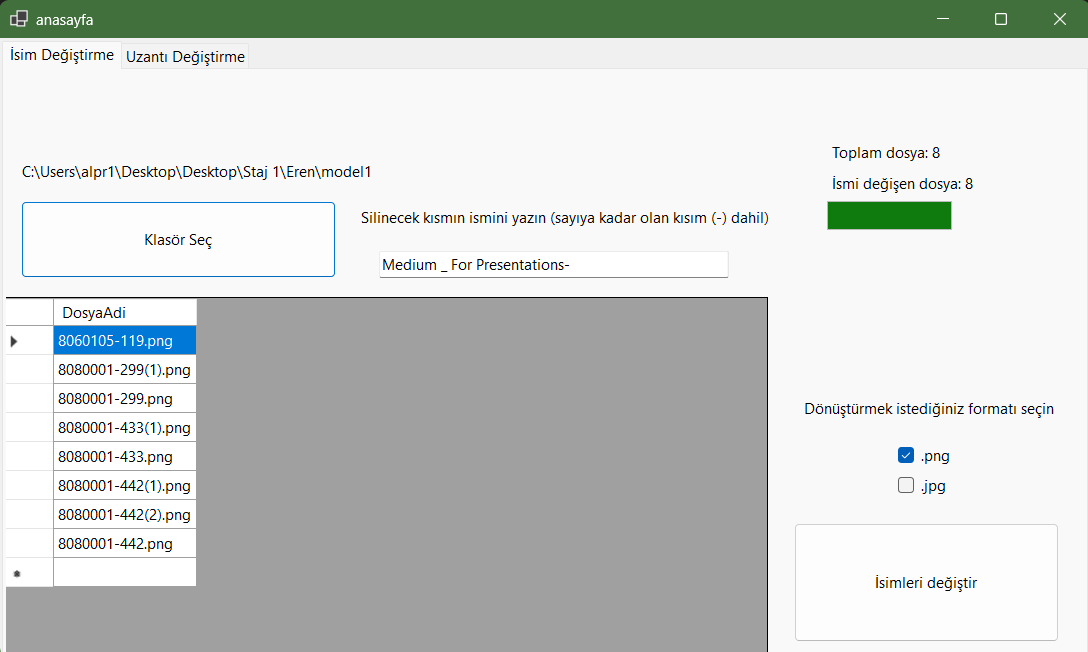 anasayfa
İsim Değiştirme
Uzantı Değiştirme
Toplam dosya: 8
C:\Users\alpr1\Desktop\Desktop\Staj 1\Eren\model1
İsmi değişen dosya: 8
Klasör Seç
Silinecek kısmın ismini yazın (sayıya kadar olan kısım (-) dahil)
Medium _ For Presentations-
DosyaAdi
8060105-119.png
8080001-299(1).png
8080001-299.png
8080001-433(1).png
8080001-433.png
8080001-442(1).png
8080001-442(2).png
8080001-442.png
Dönüştürmek istediğiniz formatı seçin
.png
.jpg
İsimleri değiştir